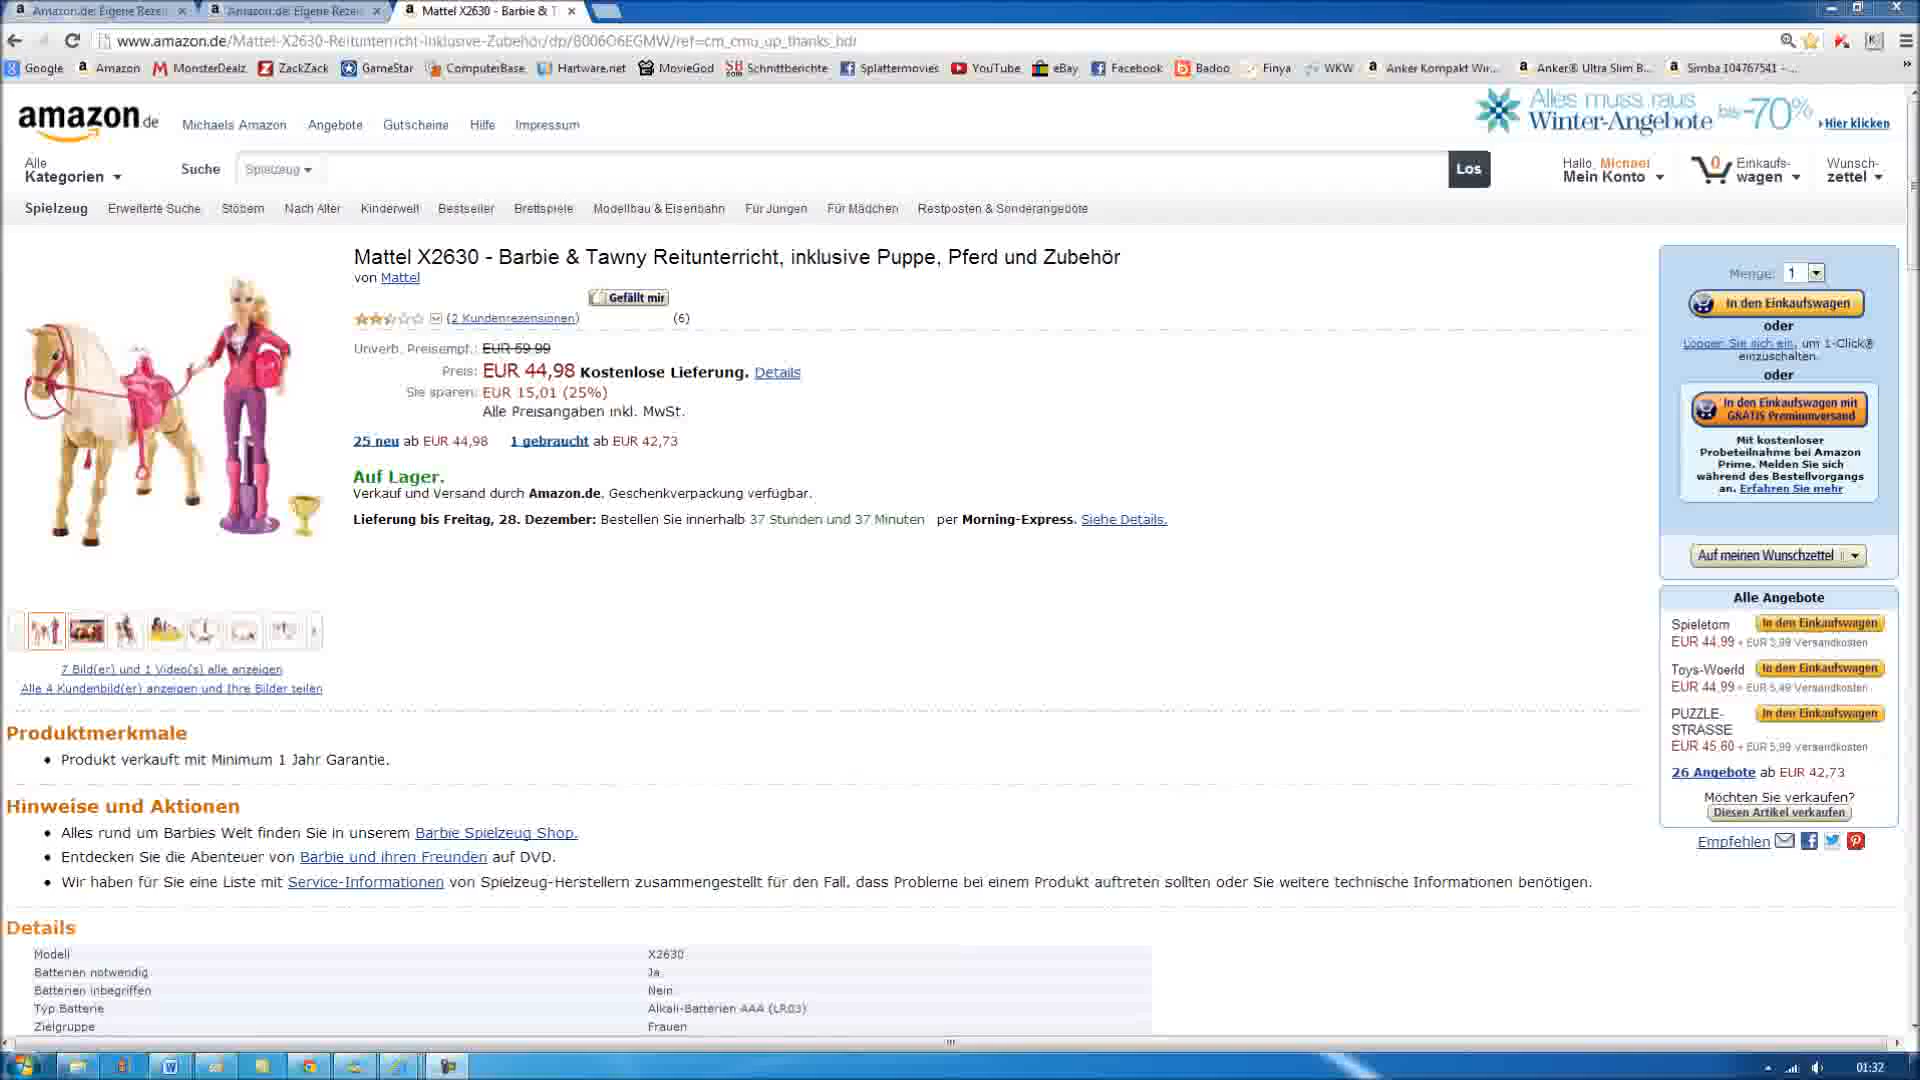 Amazon.de: Eigene Rezen
Amazon.de: Eigene Rezen
Mattel X2630 - Barbie & T
www.amazon.de/Mattel-X2630-Reitunterricht-inklusive-Zubehör/dp/B006O6EGMW/ref=cm_cmu_up_thanks_hdr
Google Amazon MonsterDealz ZackZack GameStar ComputerBase Hartware.net MovieGod Schnittberichte Splattermovies YouTube eBay Facebook Badoo Finya WKW Anker Kompakt Wir... Anker® Ultra Slim B... Simba 104767541 - ...
amazon.de
Michaels Amazon Angebote Gutscheine Hilfe Impressum
Alles muss raus
Winter-Angebote
bis -70%
Hier klicken
Alle
Kategorien
Suche
Spielzeug
Los
Hallo, Michael
Mein Konto
0
Einkaufs-
wagen
Wunsch-
zettel
Spielzeug Erweiterte Suche Stöbern Nach Alter Kinderwelt Bestseller Brettspiele Modellbau & Eisenbahn Für Jungen Für Mädchen Restposten & Sonderangebote
Mattel X2630 - Barbie & Tawny Reitunterricht, inklusive Puppe, Pferd und Zubehör
von Mattel
Gefällt mir
(2 Kundenrezensionen) (6)
Unverb. Preisempf.: EUR 59,99
Preis: EUR 44,98 Kostenlose Lieferung. Details
Sie sparen: EUR 15,01 (25%)
Alle Preisangaben inkl. MwSt.
25 neu ab EUR 44,98 1 gebraucht ab EUR 42,73
Auf Lager.
Verkauf und Versand durch Amazon.de. Geschenkverpackung verfügbar.
Lieferung bis Freitag, 28. Dezember: Bestellen Sie innerhalb 37 Stunden und 37 Minuten per Morning-Express. Siehe Details.
7 Bild(er) und 1 Video(s) alle anzeigen
Alle 4 Kundenbild(er) anzeigen und Ihre Bilder teilen
Menge: 1
In den Einkaufswagen
oder
Loggen Sie sich ein, um 1-Click®
einzuschalten.
oder
In den Einkaufswagen mit
GRATIS Premiumversand
Mit kostenloser
Probeteilnahme bei Amazon
Prime. Melden Sie sich
während des Bestellvorgangs
an. Erfahren Sie mehr
Auf meinen Wunschzettel
Alle Angebote
Spieletom In den Einkaufswagen
EUR 44,99 + EUR 3,99 Versandkosten
Toys-Woerld In den Einkaufswagen
EUR 44,99 + EUR 5,49 Versandkosten
PUZZLE-
STRASSE
In den Einkaufswagen
EUR 45,60 + EUR 5,99 Versandkosten
26 Angebote ab EUR 42,73
Möchten Sie verkaufen?
Diesen Artikel verkaufen
Empfehlen
Produktmerkmale
Produkt verkauft mit Minimum 1 Jahr Garantie.
Hinweise und Aktionen
Alles rund um Barbies Welt finden Sie in unserem Barbie Spielzeug Shop.
Entdecken Sie die Abenteuer von Barbie und ihren Freunden auf DVD.
Wir haben für Sie eine Liste mit Service-Informationen von Spielzeug-Herstellern zusammengestellt für den Fall, dass Probleme bei einem Produkt auftreten sollten oder Sie weitere technische Informationen benötigen.
Details
Modell X2630
Batterien notwendig Ja
Batterien inbegriffen Nein
Typ Batterie Alkali-Batterien AAA (LR03)
Zielgruppe Frauen
01:32